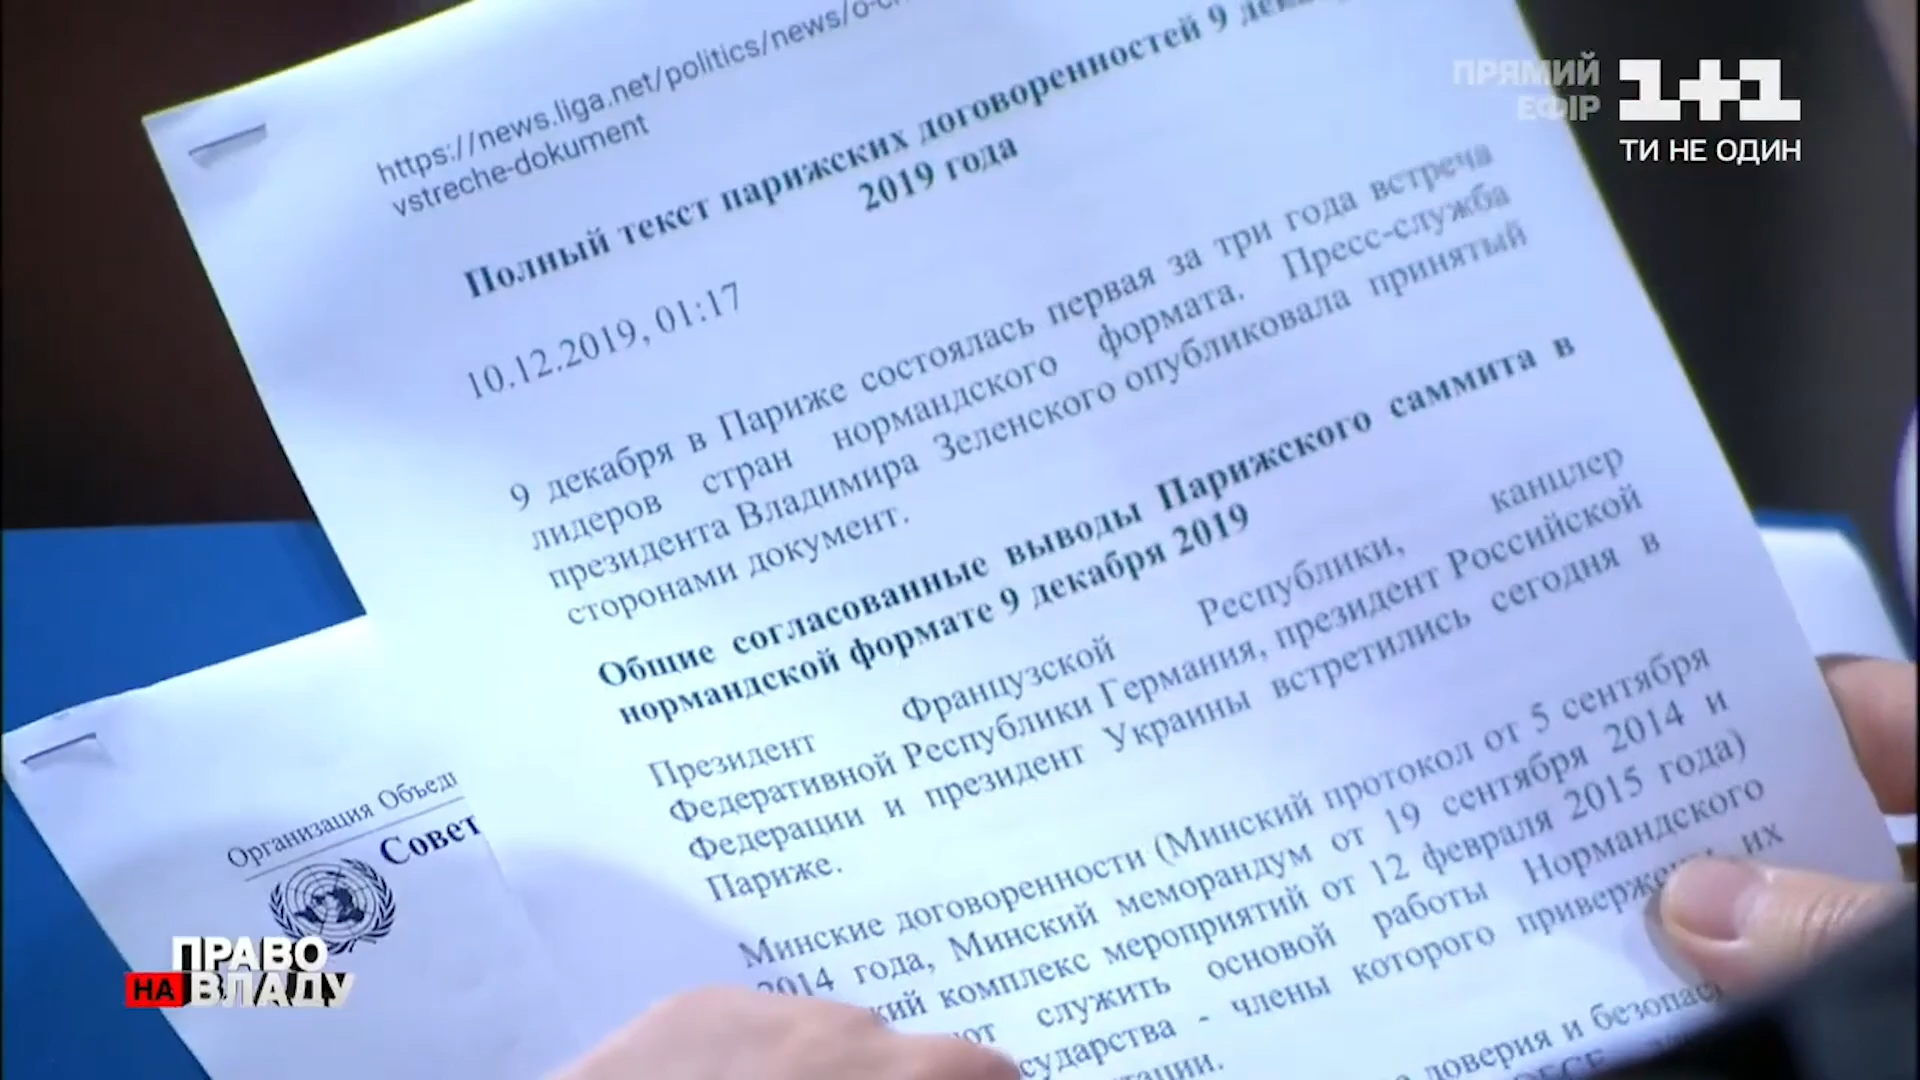 https://news.liga.net/politics/news/o-
vstreche-dokument
Полный текст парижских договоренностей 9
2019 года
10.12.2019, 01:17
9 декабря в Париже состоялась первая за три года встреча
лидеров стран нормандского формата. Пресс-служба
президента Владимира Зеленского опубликовала принятый
сторонами документ.
Общие согласованные выводы Парижского саммита в
нормандской формате 9 декабря 2019
Президент Французской Республики, канцлер
Федеративной Республики Германия, президент Российской
Федерации и президент Украины встретились сегодня в
Париже.
Минские договоренности (Минский протокол от 5 сентября
2014 года, Минский меморандум от 19 сентября 2014 и
комплекс мероприятий от 12 февраля 2015 года)
служить основой работы Нормандского
- члены которого их
доверия и
Организация
Совет
ПРЯМИЙ
ЕФІР
1+1
ТИ НЕ ОДИН
ПРАВО
НА ВЛАДУ